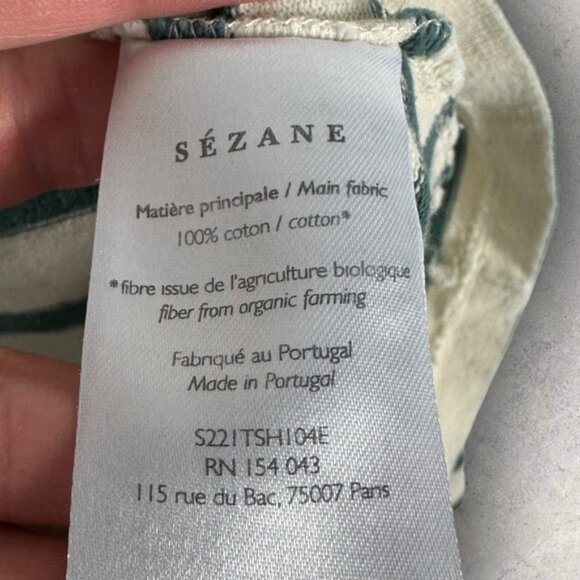 SÉZANE
Matière principale / Main fabric
100% coton / cotton*
*fibre issue de l'agriculture biologique
fiber from organic farming
Fabriqué au Portugal
Made in Portugal
S221TSH104E
RN 154 043
115 rue du Bac, 75007 Paris